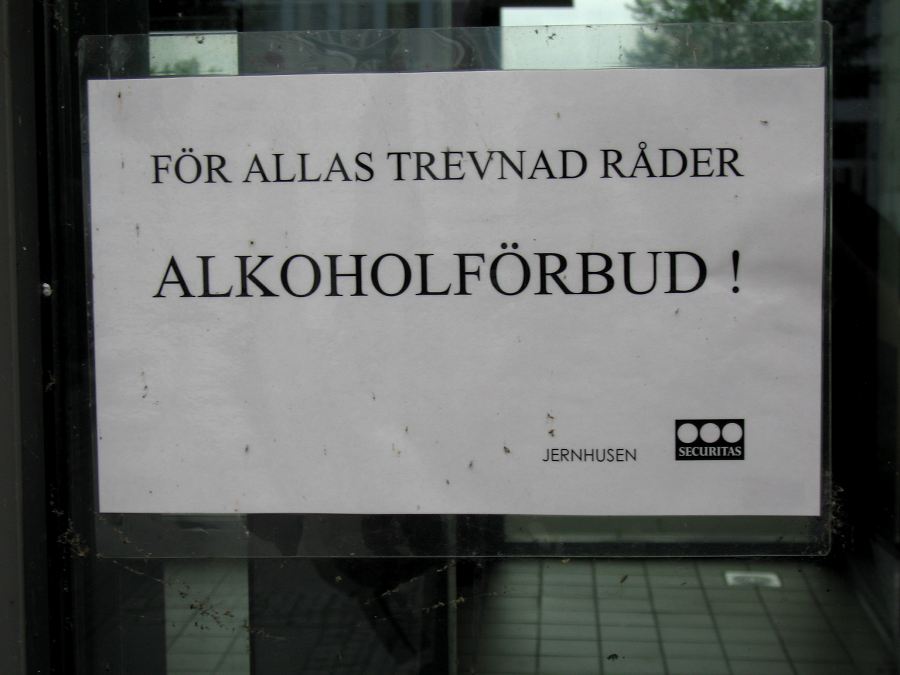 FÖR ALLAS TREVNAD RÅDER
ALKOHOLFÖRBUD !
JERNHUSEN
SECURITAS